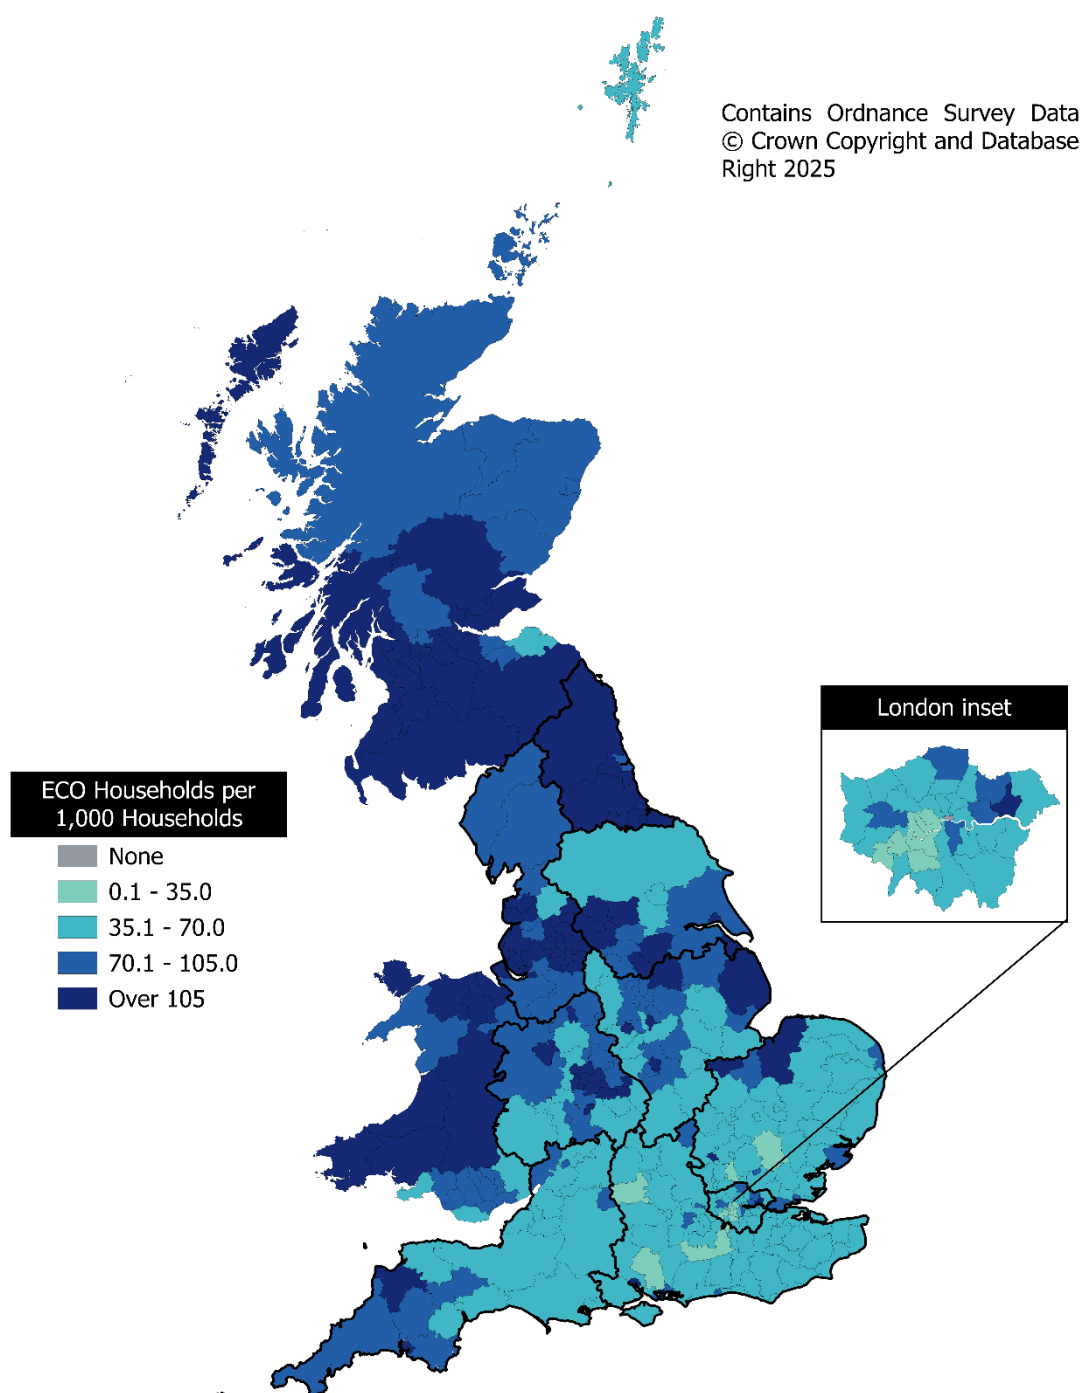 Contains Ordnance Survey Data
© Crown Copyright and Database
Right 2025
London inset
ECO Households per
1,000 Households
None
0.1 - 35.0
35.1 - 70.0
70.1 - 105.0
Over 105